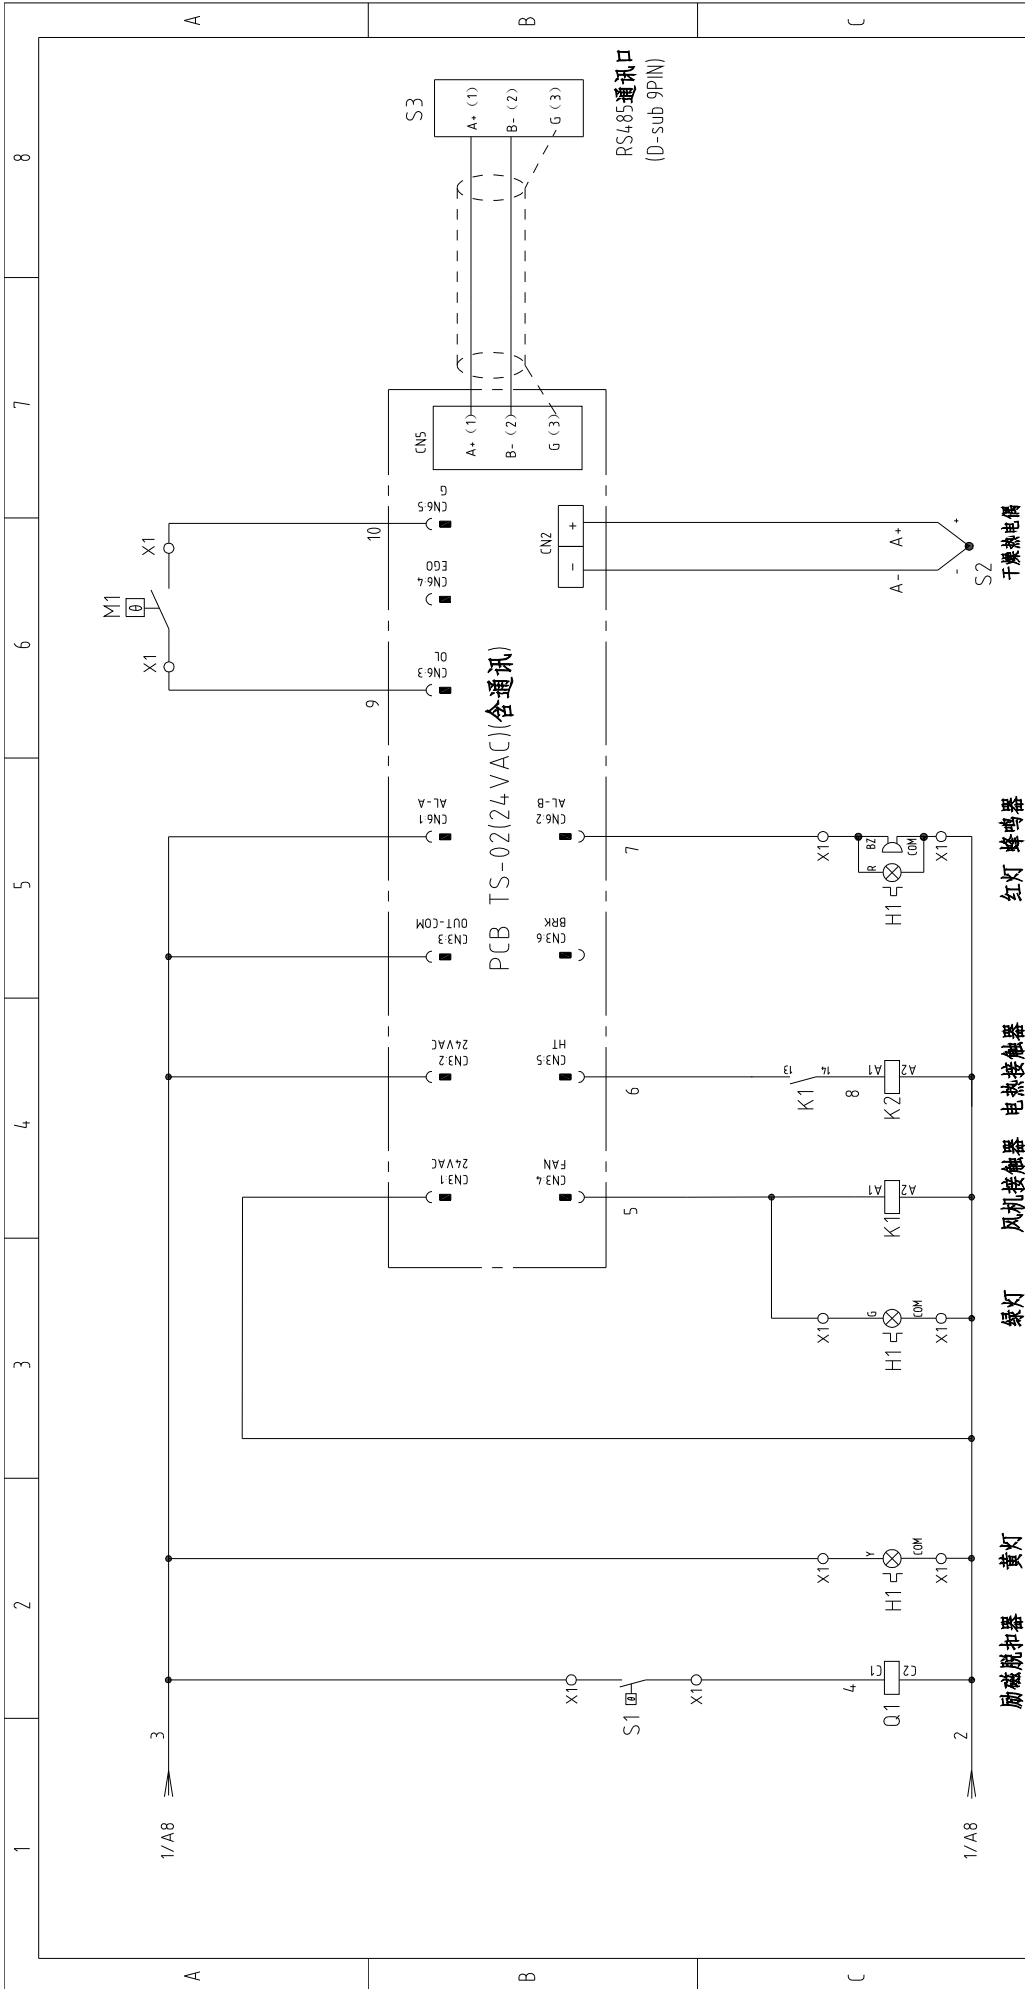 1
2
3
4
5
6
7
8
A
B
C
A
B
C
1/A8
3
1/A8
2
X1
S1
θ
X1
4
C1
C2
Q1
励磁脱扣器
X1
Y
H1
COM
X1
黄灯
X1
G
H1
COM
X1
绿灯
CN3:1
24VAC
CN3:4
FAN
5
A1
A2
K1
风机接触器
CN3:2
24VAC
CN3:5
HT
6
13
14
K1
8
A1
A2
K2
电热接触器
CN3:3
OUT-COM
CN3:6
BRK
CN6:1
AL-A
CN6:2
AL-B
7
X1
R
BZ
H1
COM
X1
红灯 蜂鸣器
PCB TS-02(24VAC)(含通讯)
M1
θ
X1
X1
9
10
CN6:3
OL
CN6:4
EGO
CN6:5
G
CN2
-
+
A-
A+
-
+
S2
干燥热电偶
CN5
A+ (1)
B- (2)
G (3)
S3
A+ (1)
B- (2)
G (3)
RS485通讯口
(D-sub 9PIN)